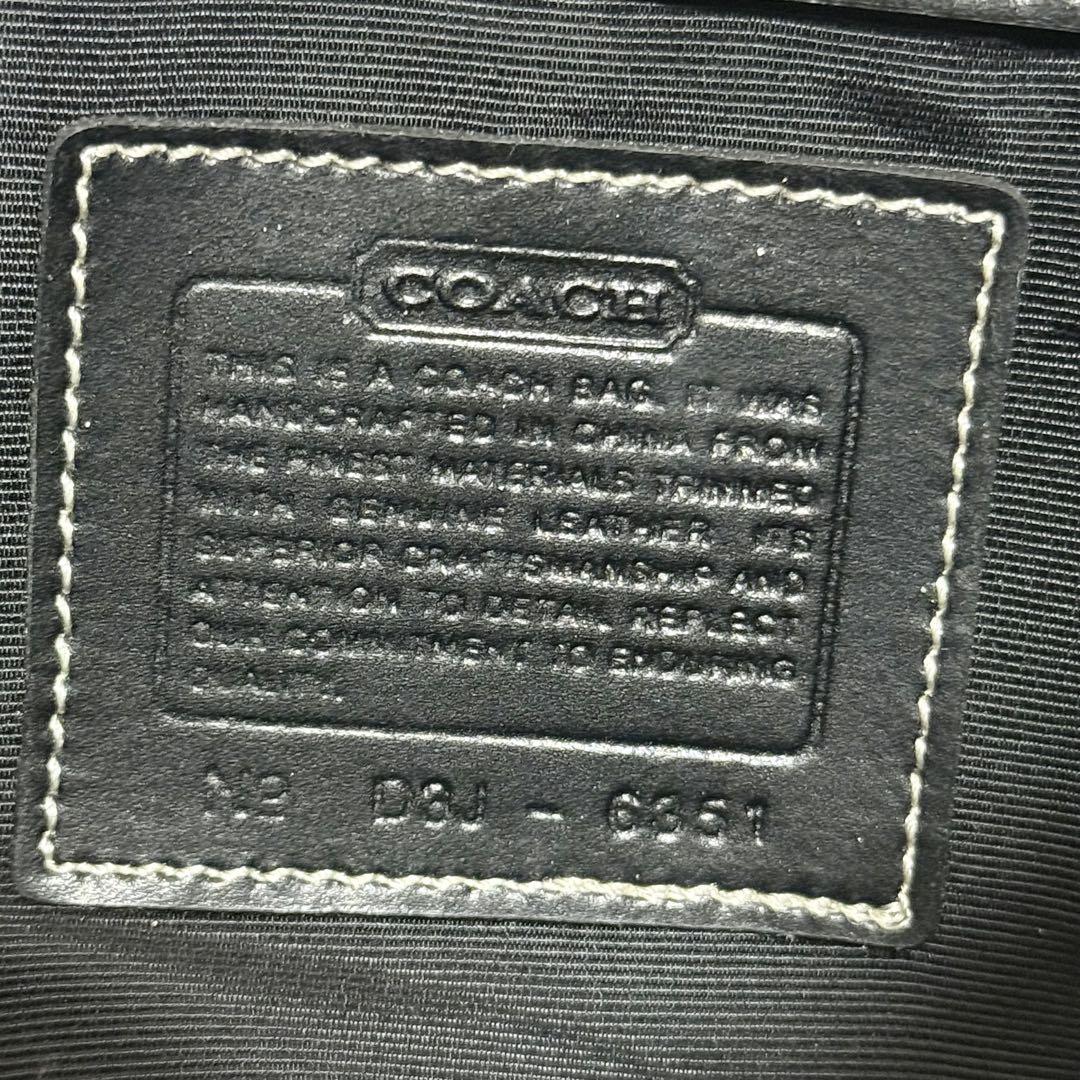 COACH
THIS IS A COACH BAG. IT WAS
HANDCRAFTED IN CHINA FROM
THE FINEST MATERIALS TRIMMED
WITH GENUINE LEATHER. ITS
SUPERIOR CRAFTSMANSHIP AND
ATTENTION TO DETAIL REFLECT
OUR COMMITMENT TO ENDURING
QUALITY.
Nº D3J - 6351